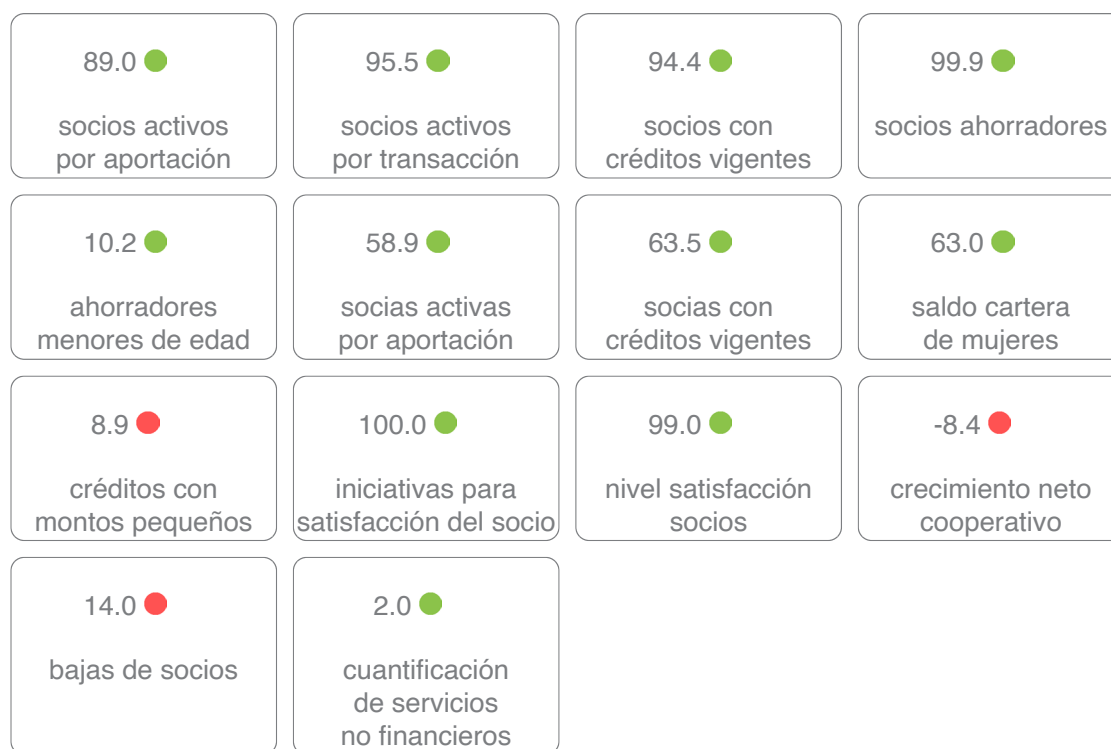 89.0
socios activos
por aportación
95.5
socios activos
por transacción
94.4
socios con
créditos vigentes
99.9
socios ahorradores
10.2
ahorradores
menores de edad
58.9
socias activas
por aportación
63.5
socias con
créditos vigentes
63.0
saldo cartera
de mujeres
8.9
créditos con
montos pequeños
100.0
iniciativas para
satisfacción del socio
99.0
nivel satisfacción
socios
-8.4
crecimiento neto
cooperativo
14.0
bajas de socios
2.0
cuantificación
de servicios
no financieros